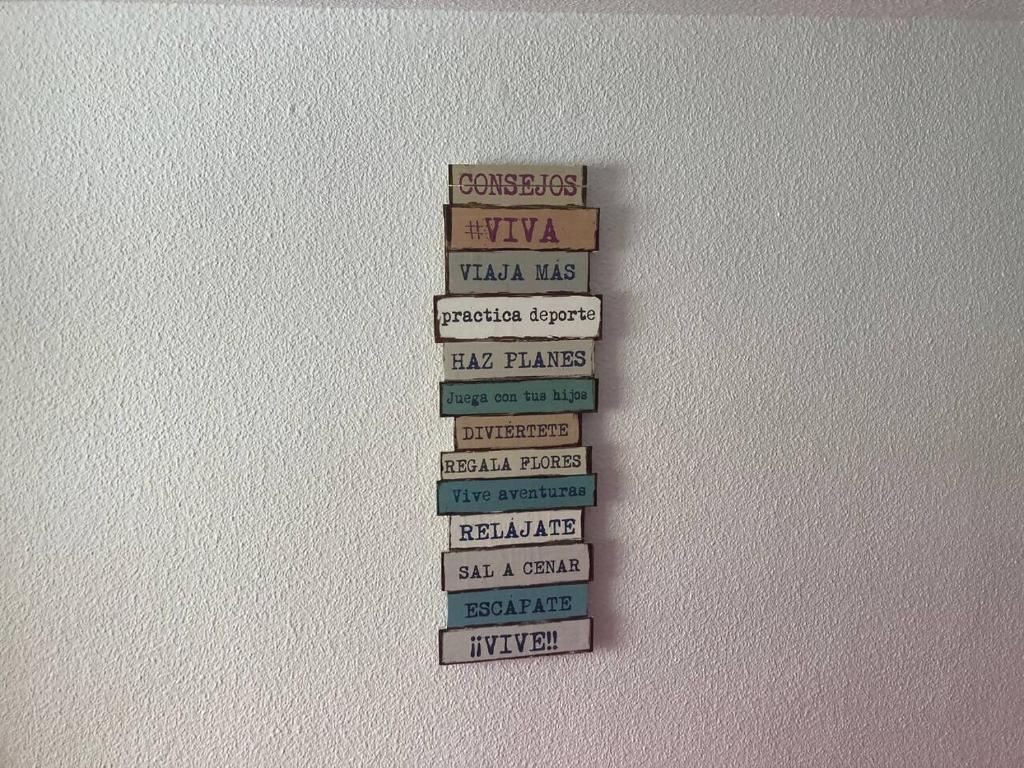 CONSEJOS
#VIVA
VIAJA MÁS
practica deporte
HAZ PLANES
Juega con tus hijos
DIVIÉRTETE
REGALA FLORES
Vive aventuras
RELÁJATE
SAL A CENAR
ESCÁPATE
¡¡VIVE!!